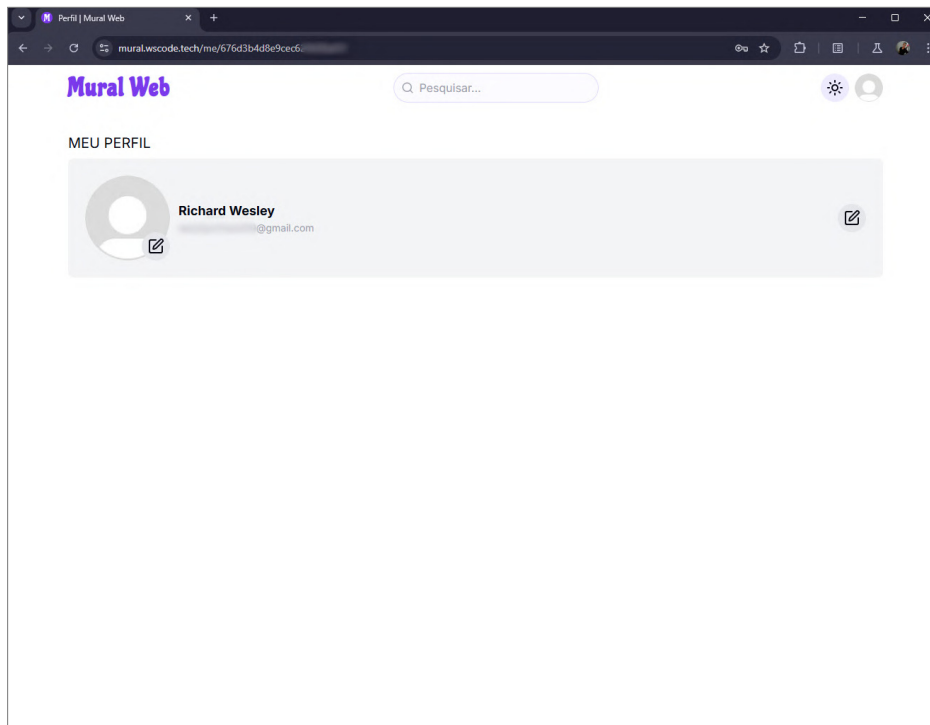 Perfil | Mural Web
mural.wscode.tech/me/676d3b4d8e9cec6
Mural Web
Pesquisar...
MEU PERFIL
Richard Wesley
@gmail.com